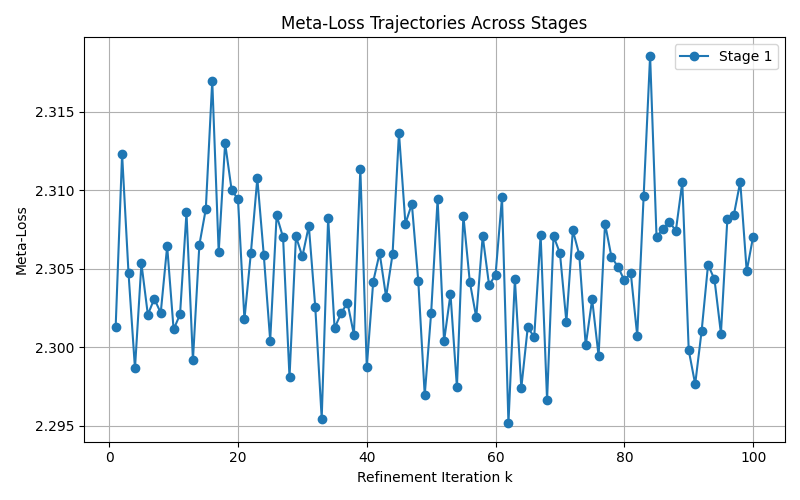 Meta-Loss Trajectories Across Stages
Stage 1
Meta-Loss
2.315
2.310
2.305
2.300
2.295
0 20 40 60 80 100
Refinement Iteration k